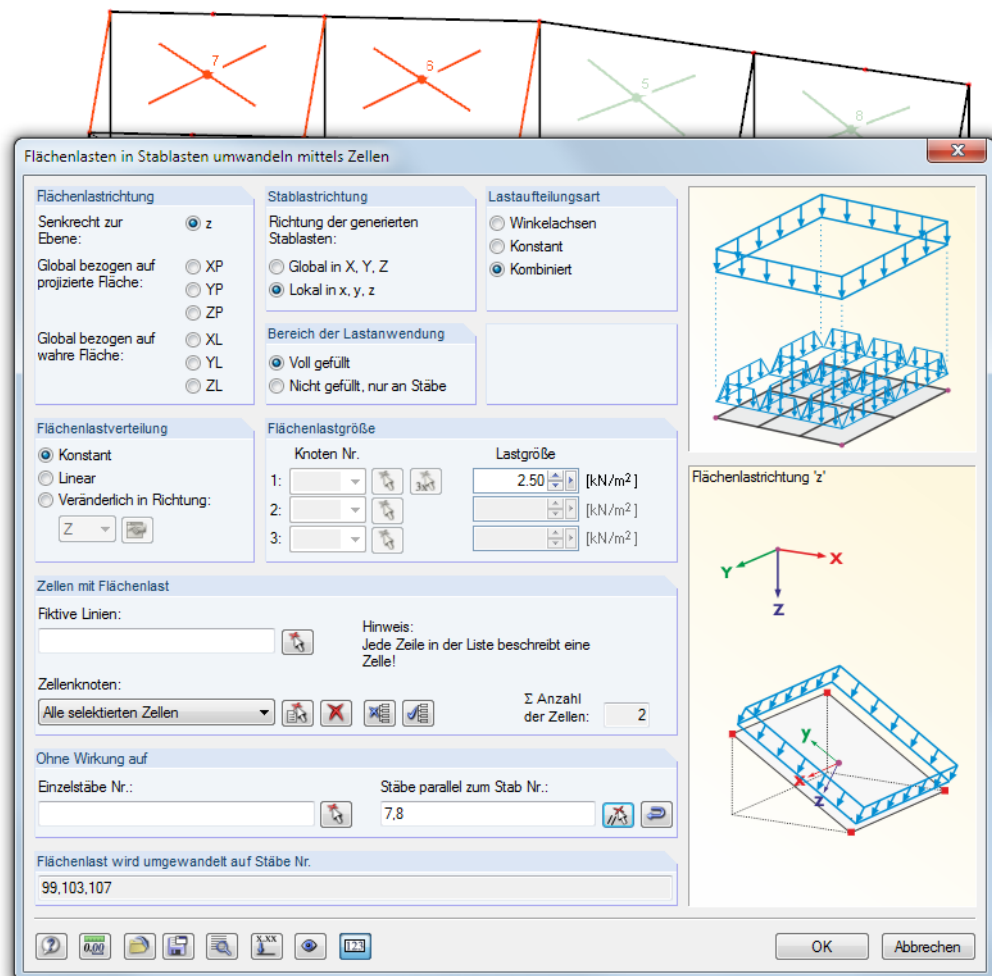 7
6
5
8
Flächenlasten in Stablasten umwandeln mittels Zellen
Flächenlastrichtung
Senkrecht zur
Ebene:
z
Global bezogen auf
projizierte Fläche:
XP
YP
ZP
Global bezogen auf
wahre Fläche:
XL
YL
ZL
Stablastrichtung
Richtung der generierten
Stablasten:
Global in X, Y, Z
Lokal in x, y, z
Lastaufteilungsart
Winkelachsen
Konstant
Kombiniert
Bereich der Lastanwendung
Voll gefüllt
Nicht gefüllt, nur an Stäbe
Flächenlastverteilung
Konstant
Linear
Veränderlich in Richtung:
Z
Flächenlastgröße
Knoten Nr.
Lastgröße
1:
3x
2.50
[kN/m²]
2:
[kN/m²]
3:
[kN/m²]
Flächenlastrichtung 'z'
Y
X
Z
y
x
z
Zellen mit Flächenlast
Fiktive Linien:
Hinweis:
Jede Zeile in der Liste beschreibt eine
Zelle!
Zellenknoten:
Alle selektierten Zellen
Σ Anzahl
der Zellen:
2
Ohne Wirkung auf
Einzelstäbe Nr.:
Stäbe parallel zum Stab Nr.:
7,8
Flächenlast wird umgewandelt auf Stäbe Nr.
99,103,107
0.00
x.xx
123
OK
Abbrechen